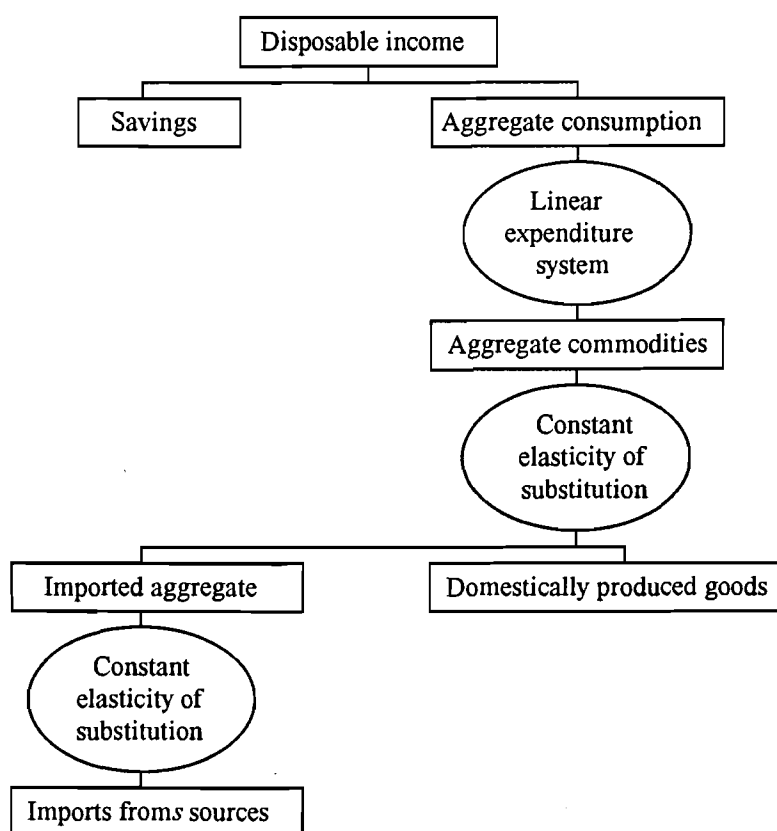 Disposable income
Savings
Aggregate consumption
Linear
expenditure
system
Aggregate commodities
Constant
elasticity of
substitution
Imported aggregate
Domestically produced goods
Constant
elasticity of
substitution
Imports froms sources